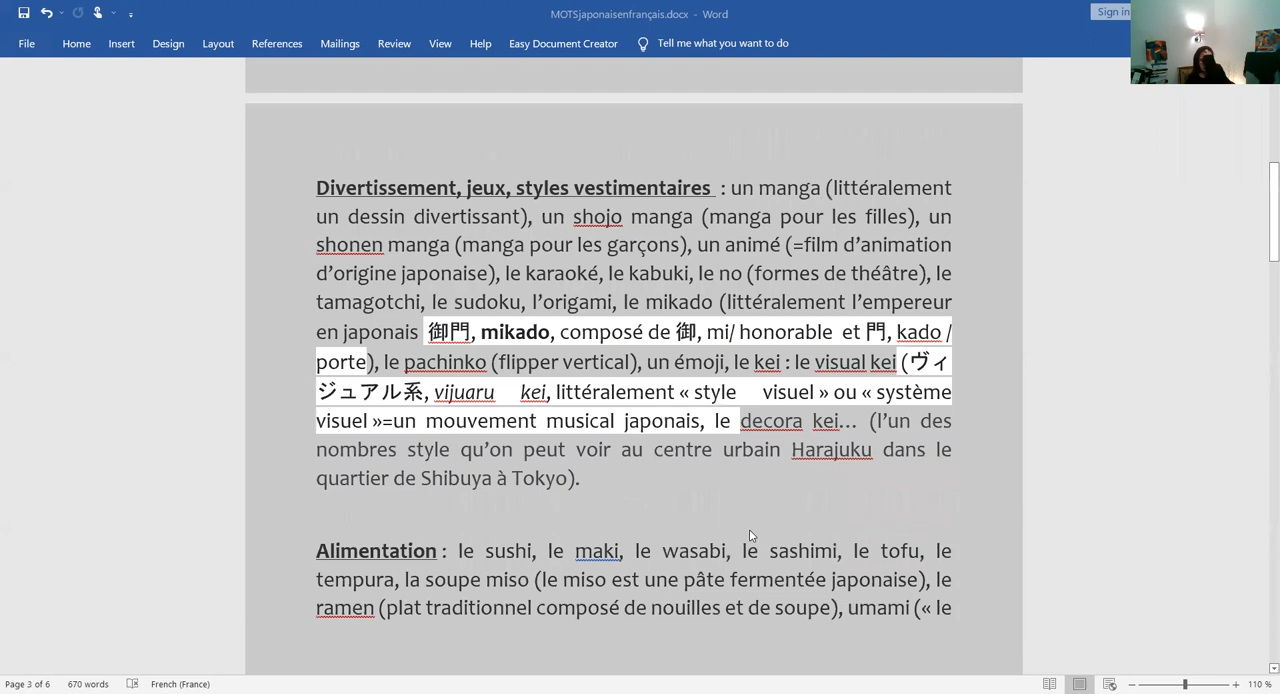 MOTSjaponaisenfrançais.docx - Word
Sign in
File Home Insert Design Layout References Mailings Review View Help Easy Document Creator Tell me what you want to do
Divertissement, jeux, styles vestimentaires : un manga (littéralement
un dessin divertissant), un shojo manga (manga pour les filles), un
shonen manga (manga pour les garçons), un animé (=film d’animation
d’origine japonaise), le karaoké, le kabuki, le no (formes de théâtre), le
tamagotchi, le sudoku, l’origami, le mikado (littéralement l’empereur
en japonais 御門, mikado, composé de 御, mi/ honorable et 門, kado /
porte), le pachinko (flipper vertical), un émoji, le kei : le visual kei (ヴィ
ジュアル系, vijuaru kei, littéralement « style visuel » ou « système
visuel »=un mouvement musical japonais, le decora kei… (l’un des
nombres style qu’on peut voir au centre urbain Harajuku dans le
quartier de Shibuya à Tokyo).
Alimentation : le sushi, le maki, le wasabi, le sashimi, le tofu, le
tempura, la soupe miso (le miso est une pâte fermentée japonaise), le
ramen (plat traditionnel composé de nouilles et de soupe), umami (« le
Page 3 of 6 670 words French (France) 110 %